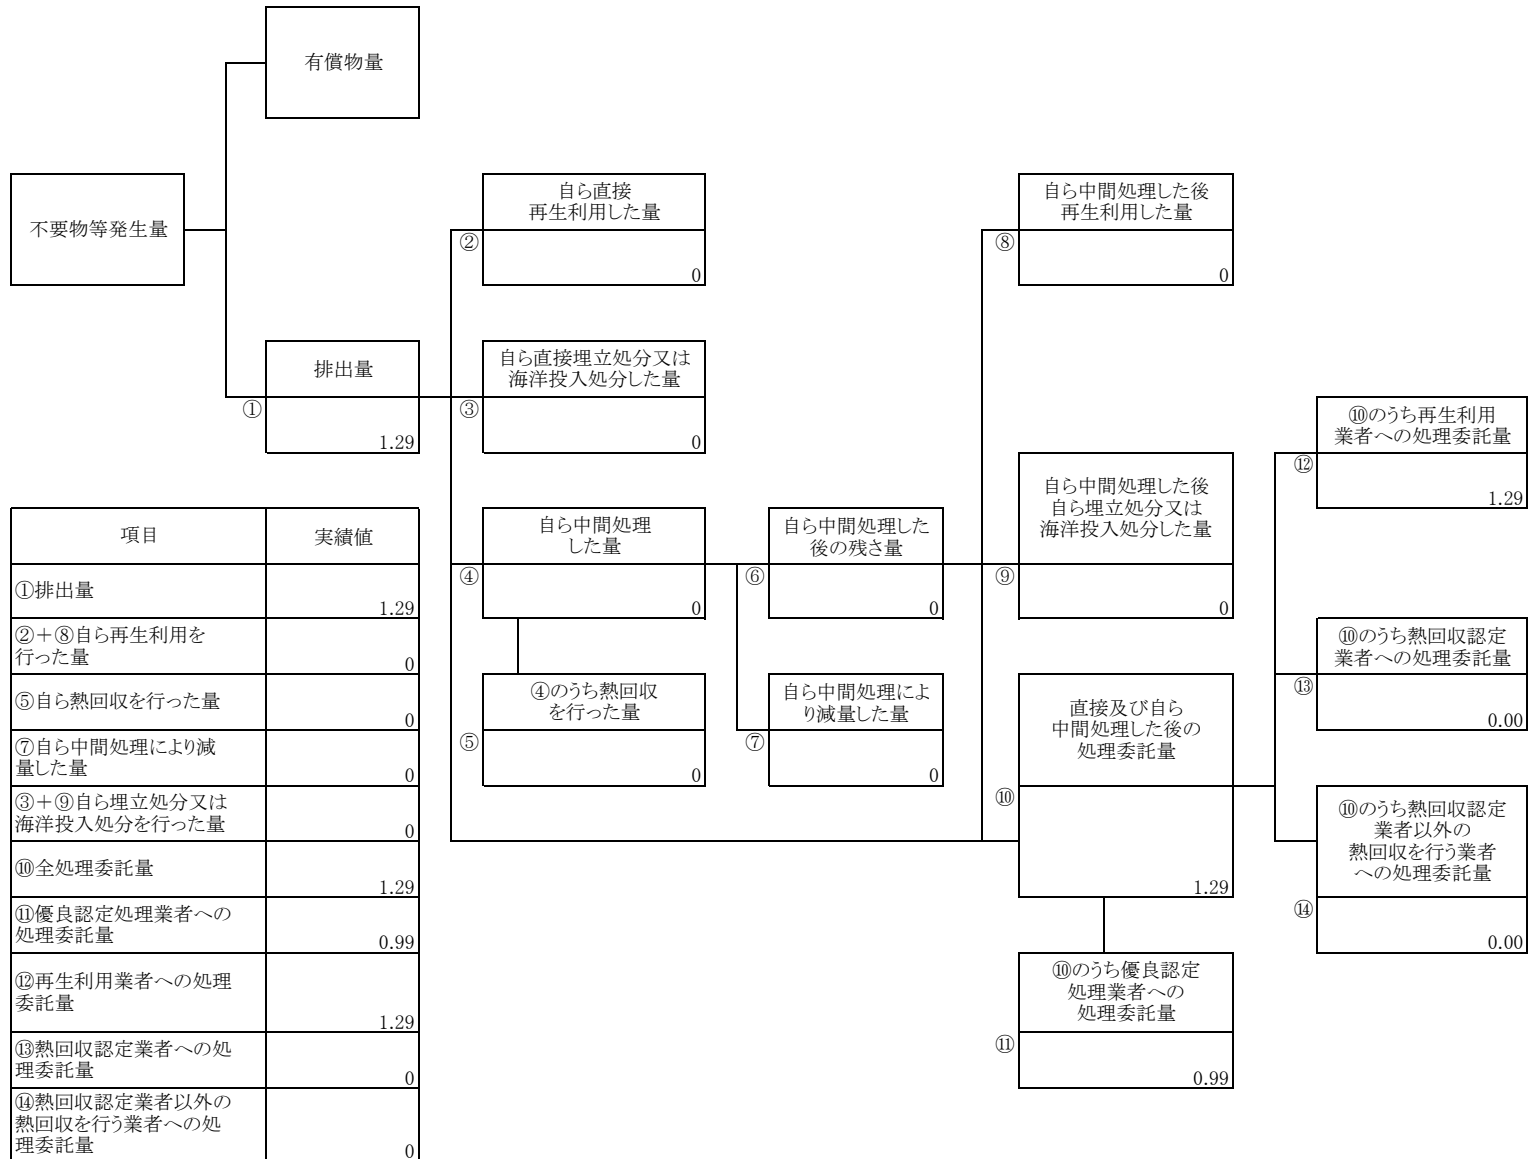 有償物量
不要物等発生量
自ら直接
再生利用した量
②
0
自ら中間処理した後
再生利用した量
⑧
0
排出量
①
1.29
自ら直接埋立処分又は
海洋投入処分した量
③
0
⑩のうち再生利用
業者への処理委託量
⑫
1.29
自ら中間処理
した量
④
0
自ら中間処理した
後の残さ量
⑥
0
自ら中間処理した後
自ら埋立処分又は
海洋投入処分した量
⑨
0
⑩のうち熱回収認定
業者への処理委託量
⑬
0.00
④のうち熱回収
を行った量
⑤
0
自ら中間処理によ
り減量した量
⑦
0
直接及び自ら
中間処理した後の
処理委託量
⑩
1.29
⑩のうち熱回収認定
業者以外の
熱回収を行う業者
への処理委託量
⑭
0.00
⑩のうち優良認定
処理業者への
処理委託量
⑪
0.99
項目
実績値
①排出量
1.29
②+⑧自ら再生利用を
行った量
0
⑤自ら熱回収を行った量
0
⑦自ら中間処理により減
量した量
0
③+⑨自ら埋立処分又は
海洋投入処分を行った量
0
⑩全処理委託量
1.29
⑪優良認定処理業者への
処理委託量
0.99
⑫再生利用業者への処理
委託量
1.29
⑬熱回収認定業者への処
理委託量
0
⑭熱回収認定業者以外の
熱回収を行う業者への処
理委託量
0